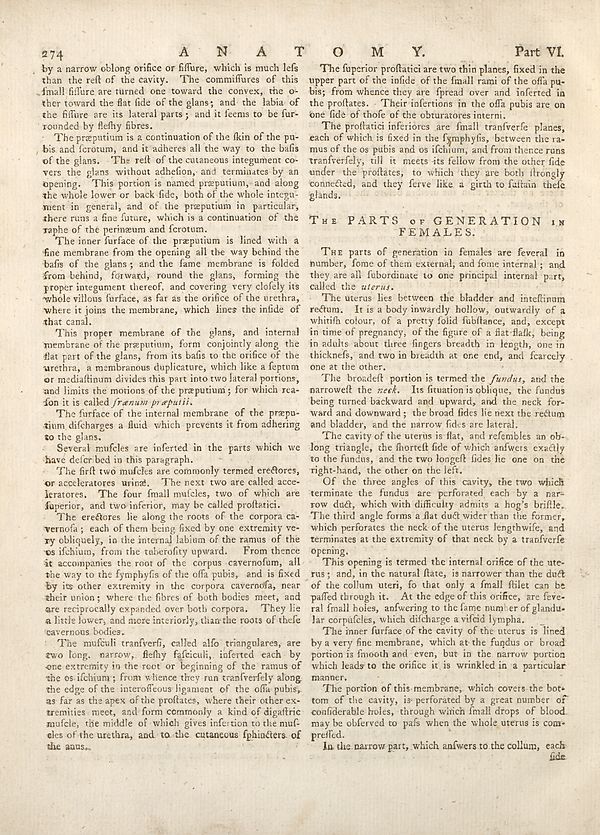 274 A N A T O M Y. Part VI.
by a narrow oblong orifice or fiſſure, which is much leſs
than the reſt of the cavity. The commiſſures of this
ſmall fiſſure are turned one toward the convex, the o-
ther toward the flat ſide of the glans; and the labia of
the fiſſure are its lateral parts; and it ſeems to be ſur-
rounded by fleſhy fibres.
The præputium is a continuation of the ſkin of the pu-
bis and ſcrotum, and it adheres all the way to the baſis
of the glans. The reſt of the cutaneous integument co-
vers the glans without adheſion, and terminates by an
opening. This portion is named præputium, and along
the whole lower or back ſide, both of the whole integu-
ment in general, and of the præputium in particular,
there runs a fine future, which is a continuation of the
raphe of the perinæum and ſcrotum.
The inner ſurface of the præputium is lined with a
fine membrane from the opening all the way behind the
baſis of the glans; and the ſame membrane is folded
from behind, forward, round the glans, forming the
proper integument thereof, and covering very cloſely its
whole villous ſurface, as far as the orifice of the urethra,
where it joins the membrane, which lines the inſide of
that canal.
This proper membrane of the glans, and internal
membrane of the præputium, form conjointly along the
flat part of the glans, from its baſis to the orifice of the
urethra, a membranous duplicature, which like a ſeptum
or mediaſtinum divides this part into two lateral portions,
and limits the motions of the præputium; for which rea-
ſon it is called frænum præputii.
The ſurface of the internal membrane of the præpu-
tium diſcharges a fluid which prevents it from adhering
to the glans.
Several muſcles are inſerted in the parts which we
have deſcribed in this paragraph.
The firſt two muſcles are commonly termed erectores,
or acceleratores urinæ. The next two are called acce-
leratores. The four ſmall muſcles, two of which are
ſuperior, and two inferior, may be called proſtatici.
The erectores lie along the roots of the corpora ca-
vernoſa; each of them being fixed by one extremity ve-
ry obliquely, in the internal labium of the ramus of the
os iſchium, from the tuberoſity upward. From thence
it accompanies the root of the corpus cavernoſum, all
the way to the ſymphyſis of the oſſa pubis, and is fixed
by its other extremity in the corpora cavernoſa, near
their union; where the fibres of both bodies meet, and
are reciprocally expanded over both corpora. They lie
a little lower, and more interiorly, than the roots of theſe
cavernous bodies.
The muſculi tranſverſi, called alſo triangulares, are
two long, narrow, fleſhy faſciculi, inſerted each by
one extremity in the root or beginning of the ramus of
the os iſchium; from whence they run tranſverſely along
the edge of the interoſſeous ligament of the oſſa pubis,
as far as the apex of the proſtates, where their other ex-
tremities meet, and form commonly a kind of digaſtric
muſcle, the middle of which gives inſertion to the muſ-
cles of the urethra, and to the cutaneous ſphincters of
the anus.
The ſuperior proſtatici are two thin planes, fixed in the
upper part of the inſide of the ſmall rami of the oſſa pu-
bis; from whence they are ſpread over and inſerted in
the proſtates. Their inſertions in the oſſa pubis are on
one ſide of thoſe of the obturatores interni.
The proſtatici inferiores are ſmall tranſverſe planes,
each of which is fixed in the ſymphyſis, between the ra-
mus of the os pubis and os iſchium, and from thence runs
tranſverſely, till it meets its fellow from the other ſide
under the proſtates, to which they are both ſtrongly
connected, and they ſerve like a girth to ſuſtain theſe
glands.
THE PARTS OF GENERATION IN
FEMALES.
THE parts of generation in females are ſeveral in
number, ſome of them external, and ſome internal; and
they are all ſubordinate to one principal internal part,
called the uterus.
The uterus lies between the bladder and inteſtinum
rectum. It is a body inwardly hollow, outwardly of a
whitiſh colour, of a pretty ſolid ſubſtance, and, except
in time of pregnancy, of the figure of a flat-flaſk, being
in adults about three fingers breadth in length, one in
thickneſs, and two in breadth at one end, and ſcarcely
one at the other.
The broadeſt portion is termed the fundus, and the
narroweſt the neck. Its ſituation is oblique, the fundus
being turned backward and upward, and the neck for-
ward and downward; the broad ſides lie next the rectum
and bladder, and the narrow ſides are lateral.
The cavity of the uterus is flat, and reſembles an ob-
long triangle, the ſhorteſt ſide of which anſwers exactly
to the fundus, and the two longeſt ſides lie one on the
right-hand, the other on the left.
Of the three angles of this cavity, the two which
terminate the fundus are perforated each by a nar-
row duct, which with difficulty admits a hog's briſtle.
The third angle forms a flat duct wider than the former,
which perforates the neck of the uterus lengthwiſe, and
terminates at the extremity of that neck by a tranſverſe
opening.
This opening is termed the internal orifice of the ute-
rus; and, in the natural ſtate, is narrower than the duct
of the collum uteri, ſo that only a ſmall ſtilet can be
paſſed through it. At the edge of this orifice, are ſeve-
ral ſmall holes, anſwering to the ſame number of glandu-
lar corpuſcles, which diſcharge a viſcid lympha.
The inner ſurface of the cavity of the uterus is lined
by a very fine membrane, which at the fundus or broad
portion is ſmooth and even, but in the narrow portion
which leads to the orifice it is wrinkled in a particular
manner.
The portion of this membrane, which covers the bot-
tom of the cavity, is perforated by a great number of
conſiderable holes, through which ſmall drops of blood
may be obſerved to paſs when the whole uterus is com-
preſſed.
In the narrow part, which anſwers to the collum, each
ſide